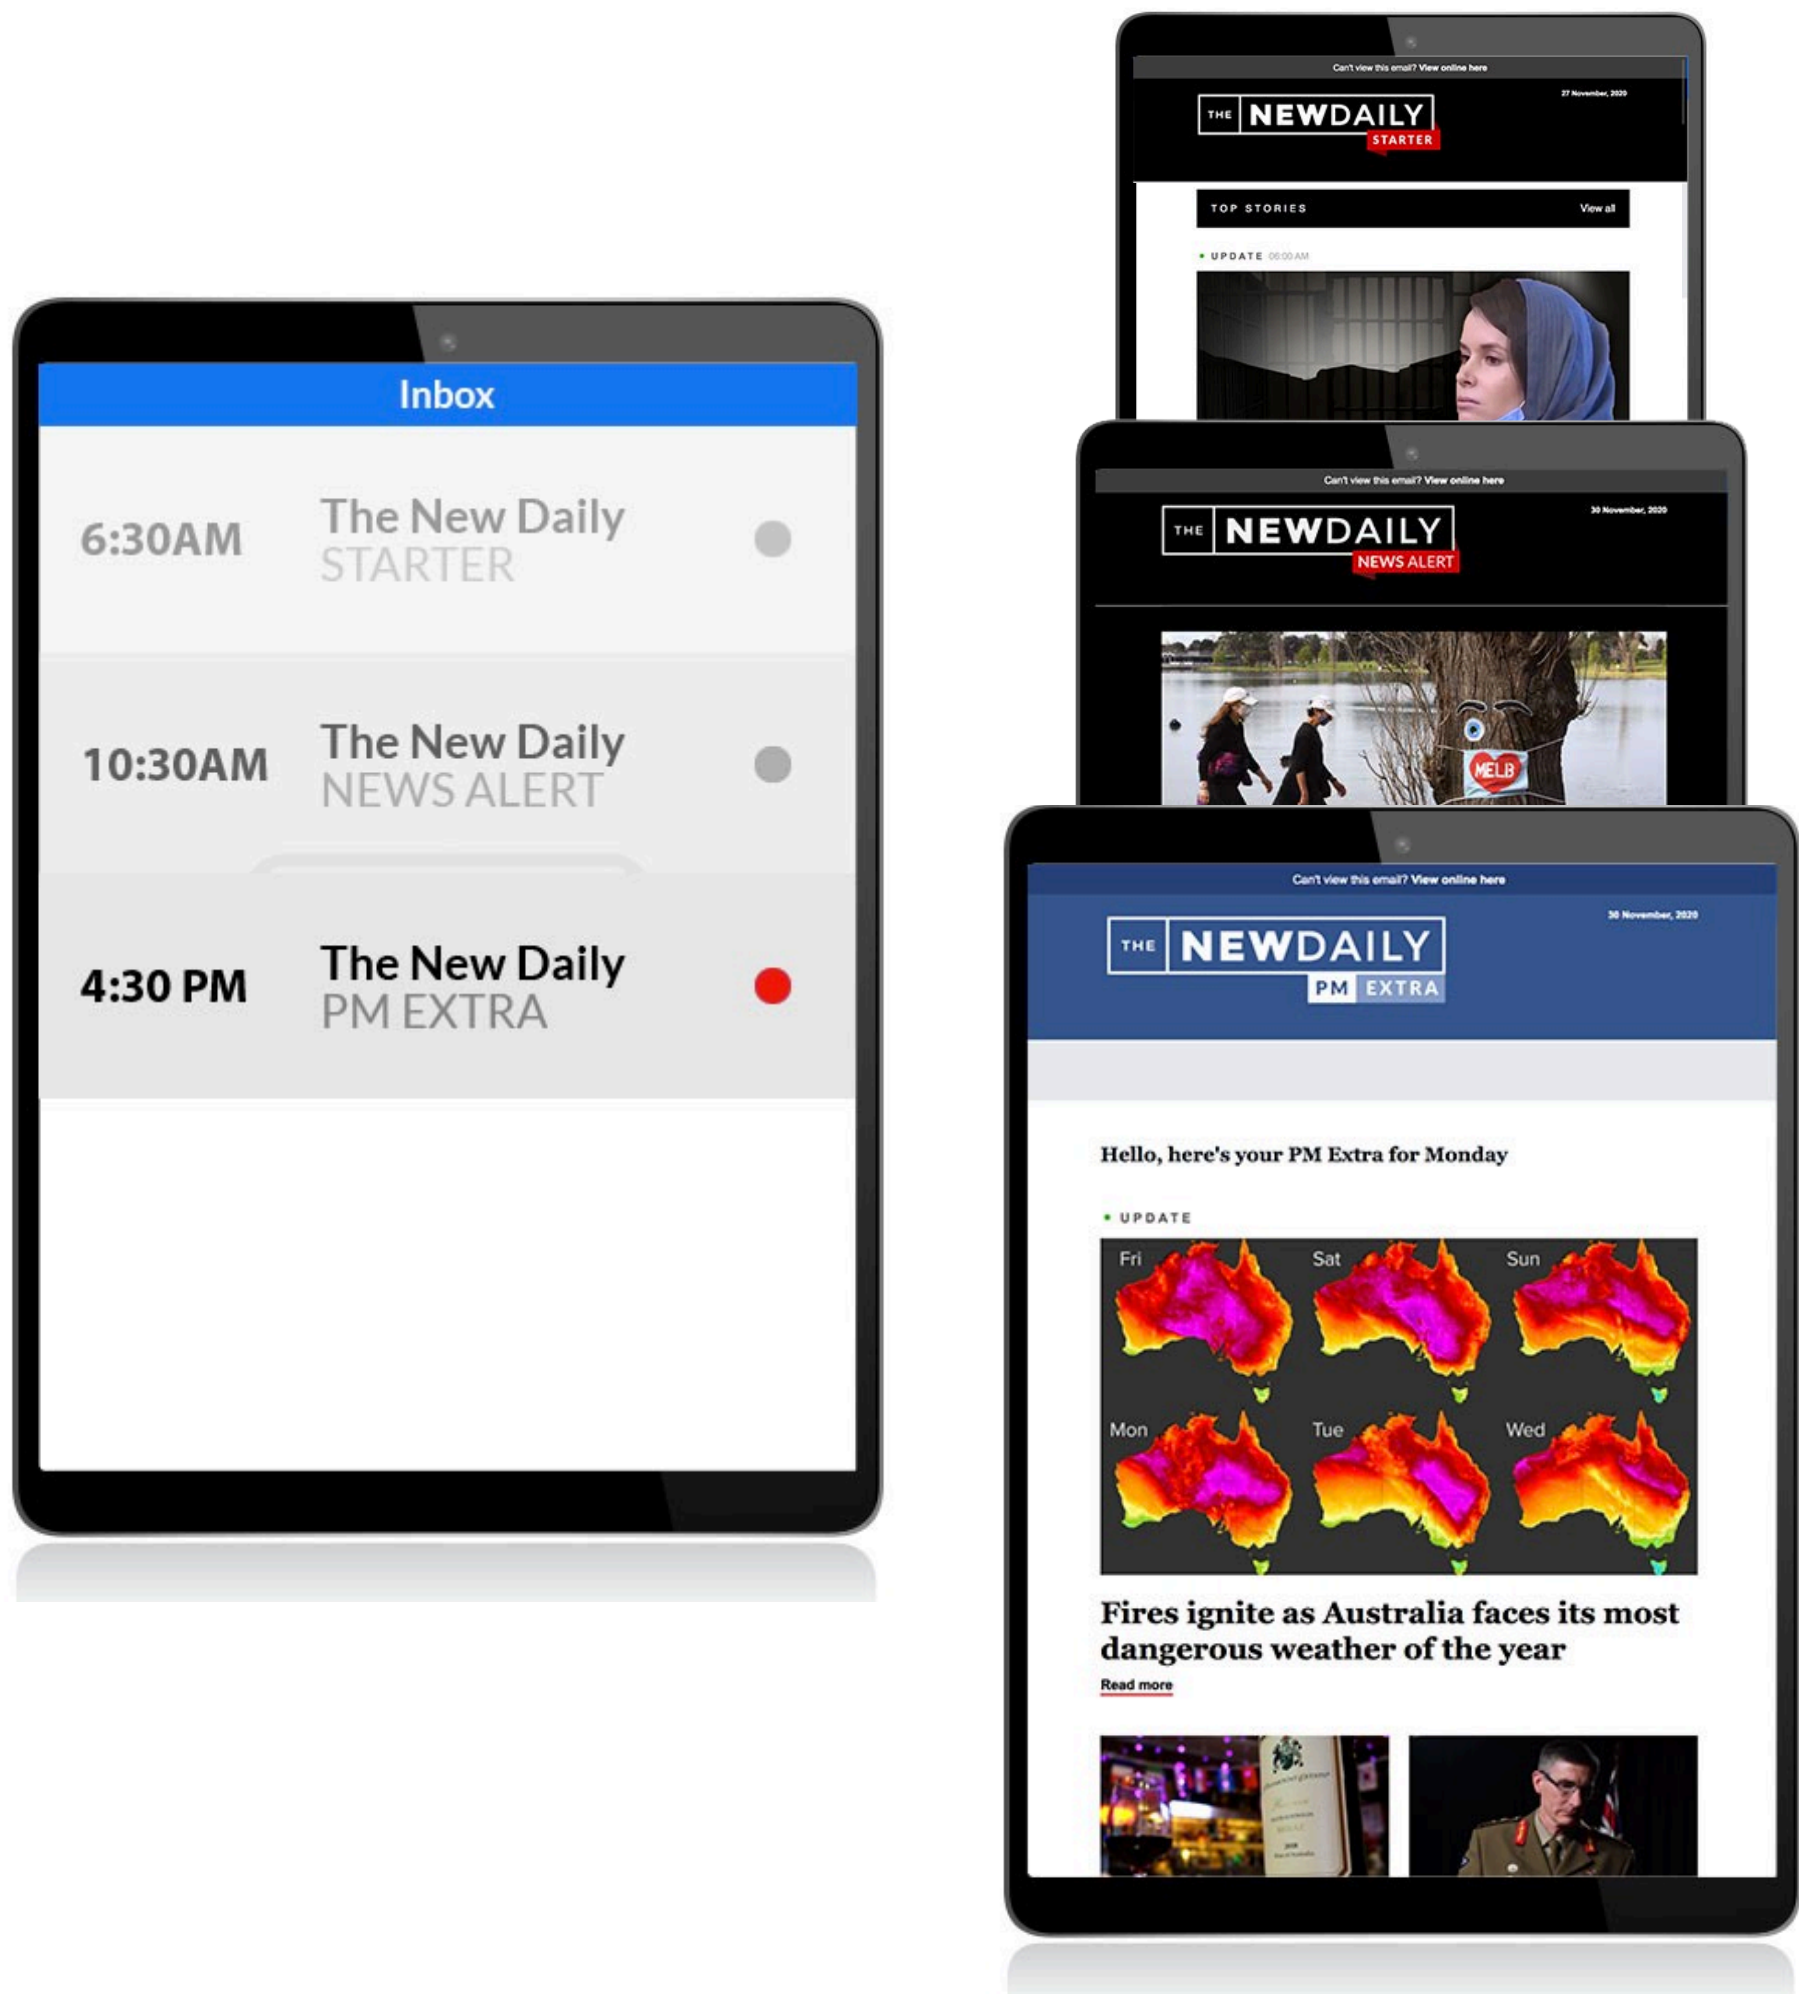 Inbox
6:30AM
The New Daily
STARTER
10:30AM
The New Daily
NEWS ALERT
4:30 PM
The New Daily
PM EXTRA
Can't view this email? View online here
27 November, 2020
THE NEWDAILY
STARTER
TOP STORIES
View all
UPDATE 06:00 AM
Can't view this email? View online here
30 November, 2020
THE NEWDAILY
NEWS ALERT
MELB
Can't view this email? View online here
30 November, 2020
THE NEWDAILY
PM EXTRA
Hello, here's your PM Extra for Monday
UPDATE
Fri
Sat
Sun
Mon
Tue
Wed
Fires ignite as Australia faces its most
dangerous weather of the year
Read more